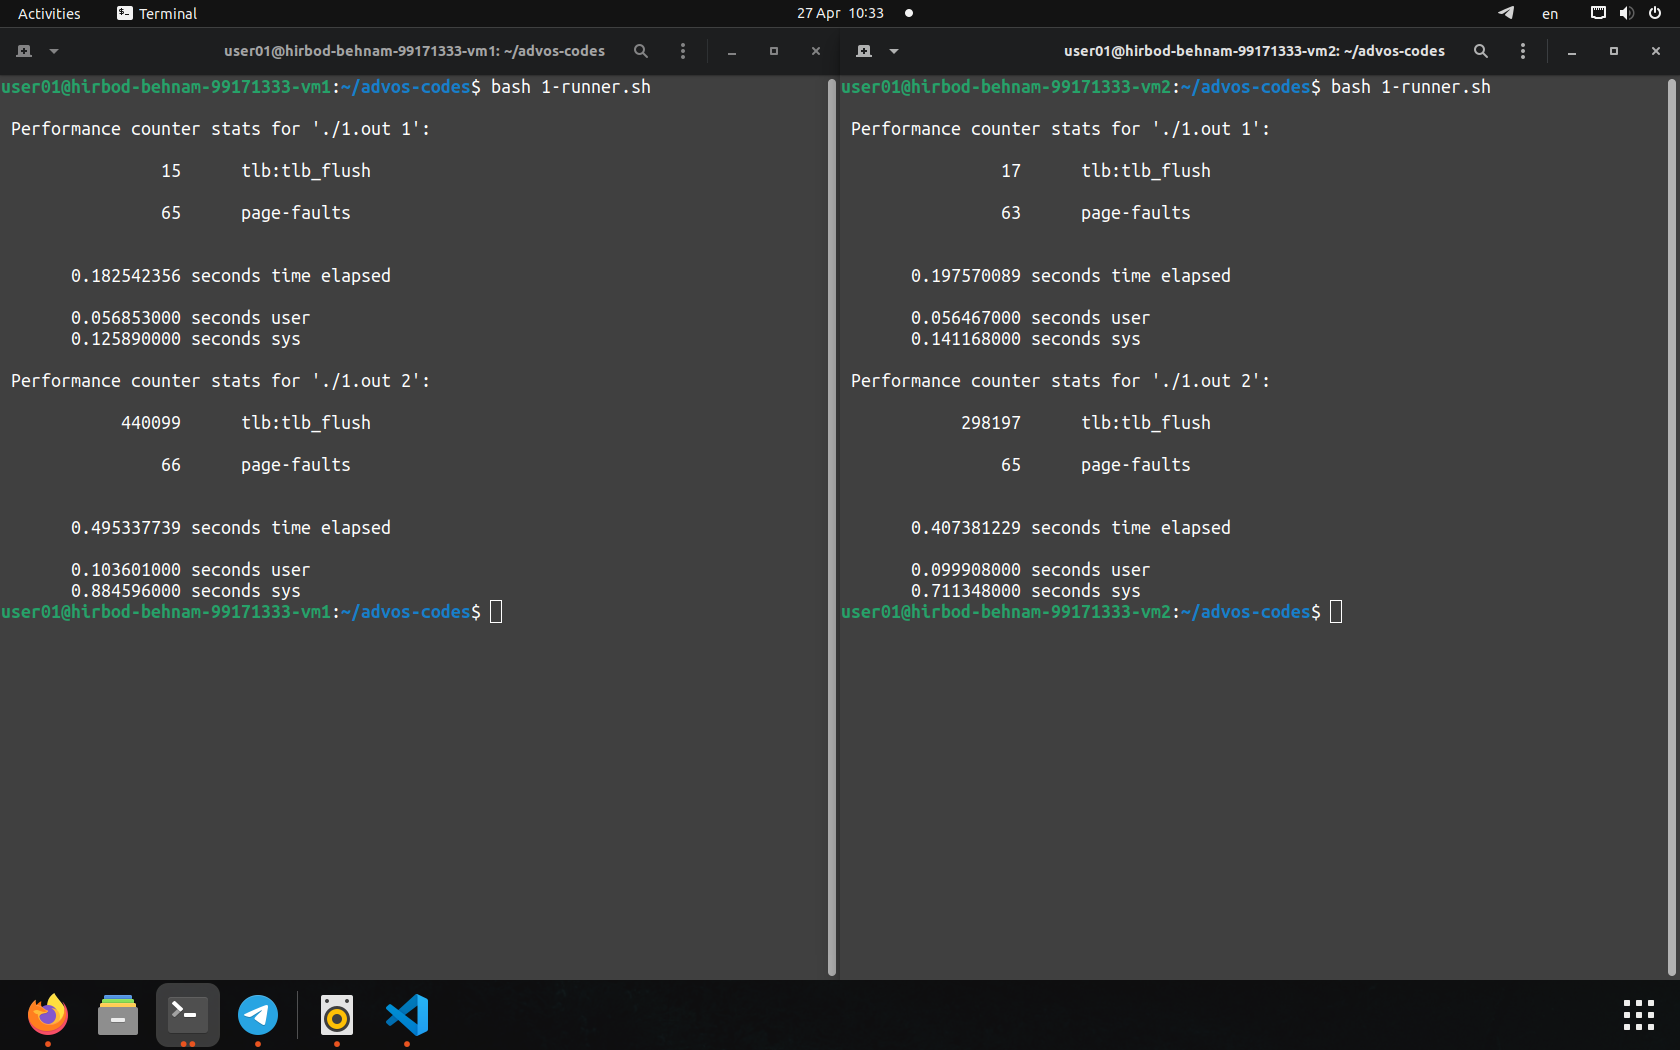 Activities
Terminal
27 Apr 10:33
en
user01@hirbod-behnam-99171333-vm1: ~/advos-codes
user01@hirbod-behnam-99171333-vm1:~/advos-codes$ bash 1-runner.sh
Performance counter stats for './1.out 1':
15 tlb:tlb_flush
65 page-faults
0.182542356 seconds time elapsed
0.056853000 seconds user
0.125890000 seconds sys
Performance counter stats for './1.out 2':
440099 tlb:tlb_flush
66 page-faults
0.495337739 seconds time elapsed
0.103601000 seconds user
0.884596000 seconds sys
user01@hirbod-behnam-99171333-vm1:~/advos-codes$
user01@hirbod-behnam-99171333-vm2: ~/advos-codes
user01@hirbod-behnam-99171333-vm2:~/advos-codes$ bash 1-runner.sh
Performance counter stats for './1.out 1':
17 tlb:tlb_flush
63 page-faults
0.197570089 seconds time elapsed
0.056467000 seconds user
0.141168000 seconds sys
Performance counter stats for './1.out 2':
298197 tlb:tlb_flush
65 page-faults
0.407381229 seconds time elapsed
0.099908000 seconds user
0.711348000 seconds sys
user01@hirbod-behnam-99171333-vm2:~/advos-codes$